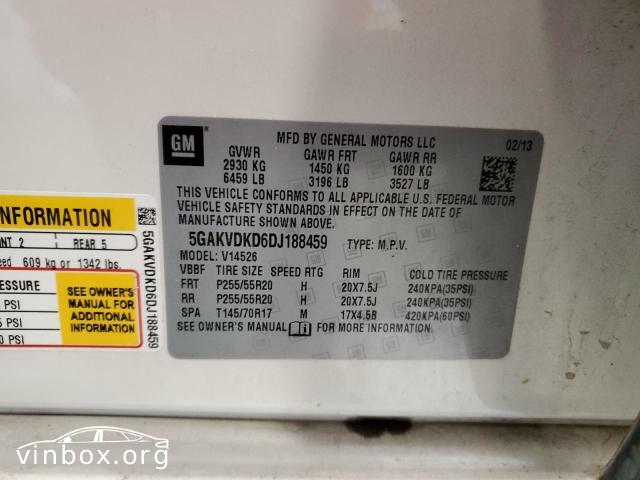 GM
MFD BY GENERAL MOTORS LLC 02/13
GVWR GAWR FRT GAWR RR
2930 KG 1450 KG 1600 KG
6459 LB 3196 LB 3527 LB
THIS VEHICLE CONFORMS TO ALL APPLICABLE U.S. FEDERAL MOTOR
VEHICLE SAFETY STANDARDS IN EFFECT ON THE DATE OF
MANUFACTURE SHOWN ABOVE.
5GAKVDKD6DJ188459 TYPE: M.P.V.
MODEL: V14526
VBBF TIRE SIZE SPEED RTG RIM COLD TIRE PRESSURE
FRT P255/55R20 H 20X7.5J 240KPA(35PSI)
RR P255/55R20 H 20X7.5J 240KPA(35PSI)
SPA T145/70R17 M 17X4.5B 420KPA(60PSI)
SEE OWNER'S MANUAL FOR MORE INFORMATION
INFORMATION
2 REAR 5
609 kg or 1342 lbs.
SEE OWNER'S
MANUAL FOR
ADDITIONAL
INFORMATION
PSI
PSI
PSI
5GAKVDKD6DJ188459
vinbox.org